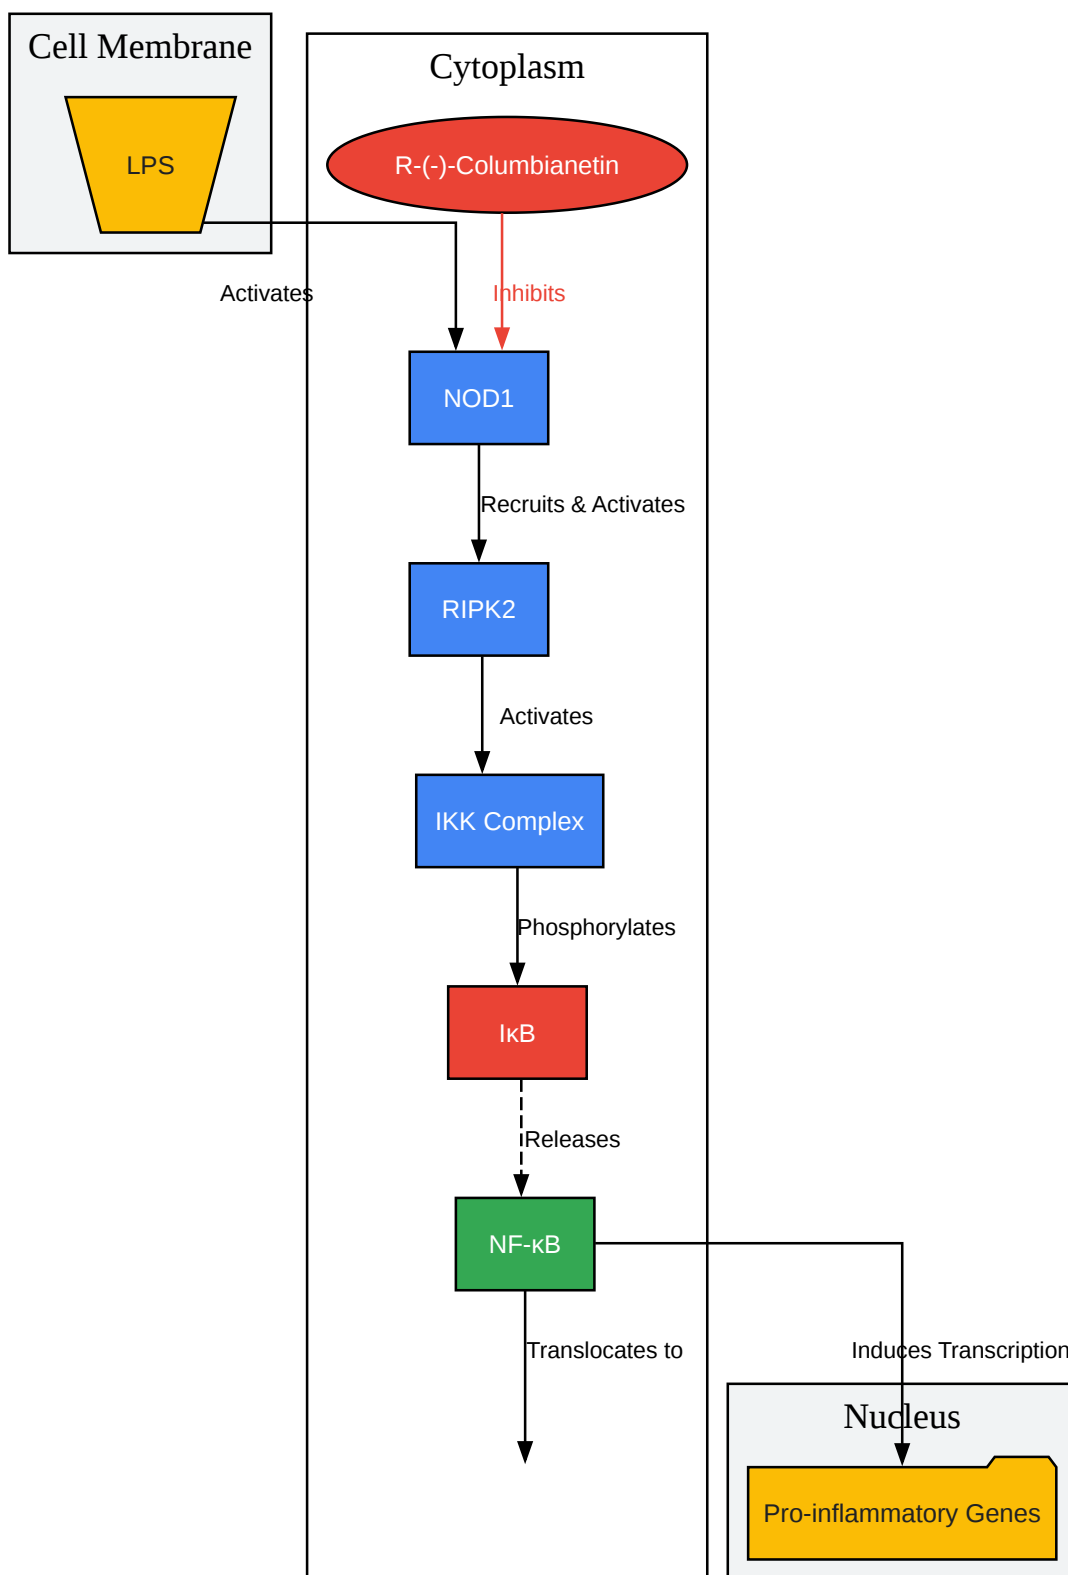 Cell Membrane
Cytoplasm
LPS
R-(-)-Columbianetin
Activates
Inhibits
NOD1
Recruits & Activates
RIPK2
Activates
IKK Complex
Phosphorylates
IκB
Releases
NF-κB
Translocates to
Induces Transcription
Nucleus
Pro-inflammatory Genes